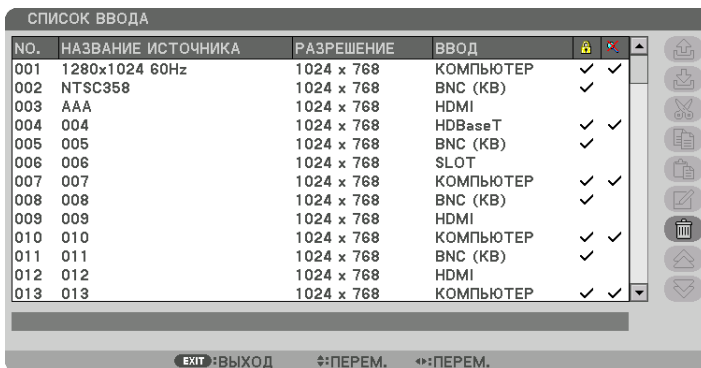 СПИСОК ВВОДА
NO. НАЗВАНИЕ ИСТОЧНИКА РАЗРЕШЕНИЕ ВВОД
001 1280x1024 60Hz 1024 x 768 КОМПЬЮТЕР ✓ ✓
002 NTSC358 1024 x 768 BNC (КВ) ✓
003 AAA 1024 x 768 HDMI
004 004 1024 x 768 HDBaseT ✓ ✓
005 005 1024 x 768 BNC (КВ) ✓
006 006 1024 x 768 SLOT
007 007 1024 x 768 КОМПЬЮТЕР ✓ ✓
008 008 1024 x 768 BNC (КВ) ✓
009 009 1024 x 768 HDMI
010 010 1024 x 768 КОМПЬЮТЕР ✓ ✓
011 011 1024 x 768 BNC (КВ) ✓
012 012 1024 x 768 HDMI
013 013 1024 x 768 КОМПЬЮТЕР ✓ ✓
EXIT :ВЫХОД :ПЕРЕМ. :ПЕРЕМ.